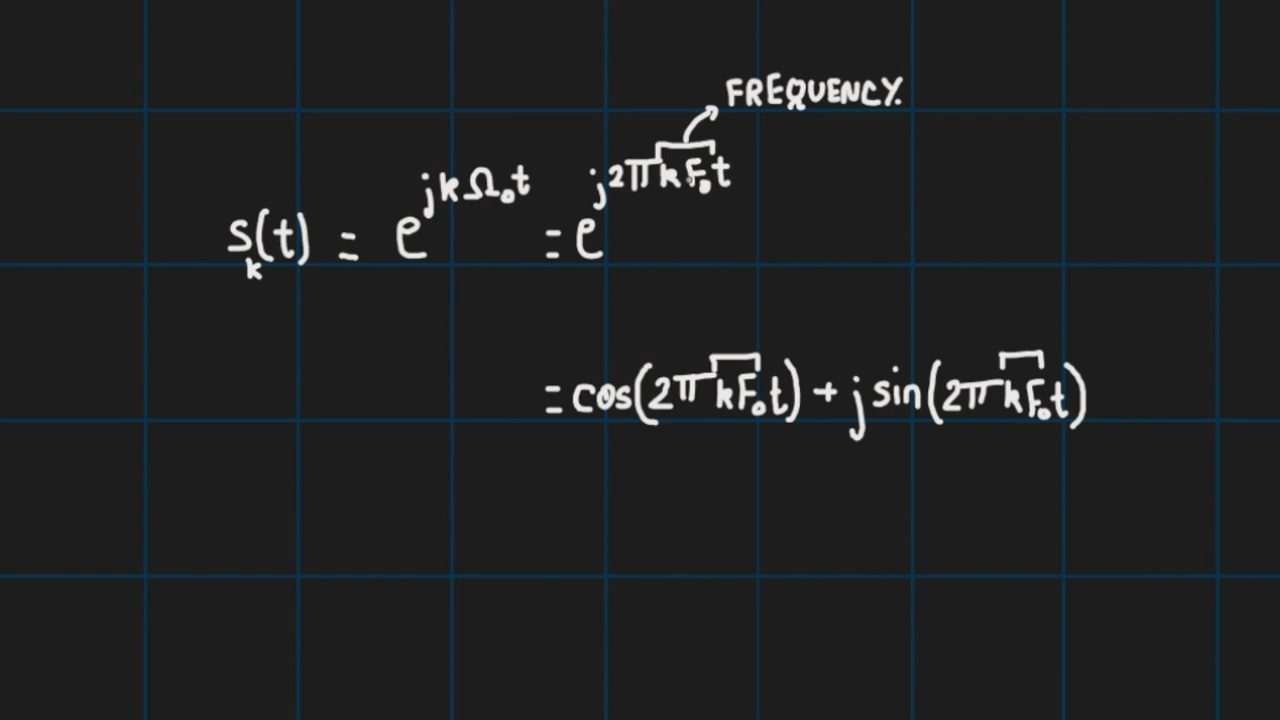 FREQUENCY.
s_k(t) = e^{jkΩ₀t} = e^{j2πkF₀t}
= cos(2πkF₀t) + j sin(2πkF₀t)